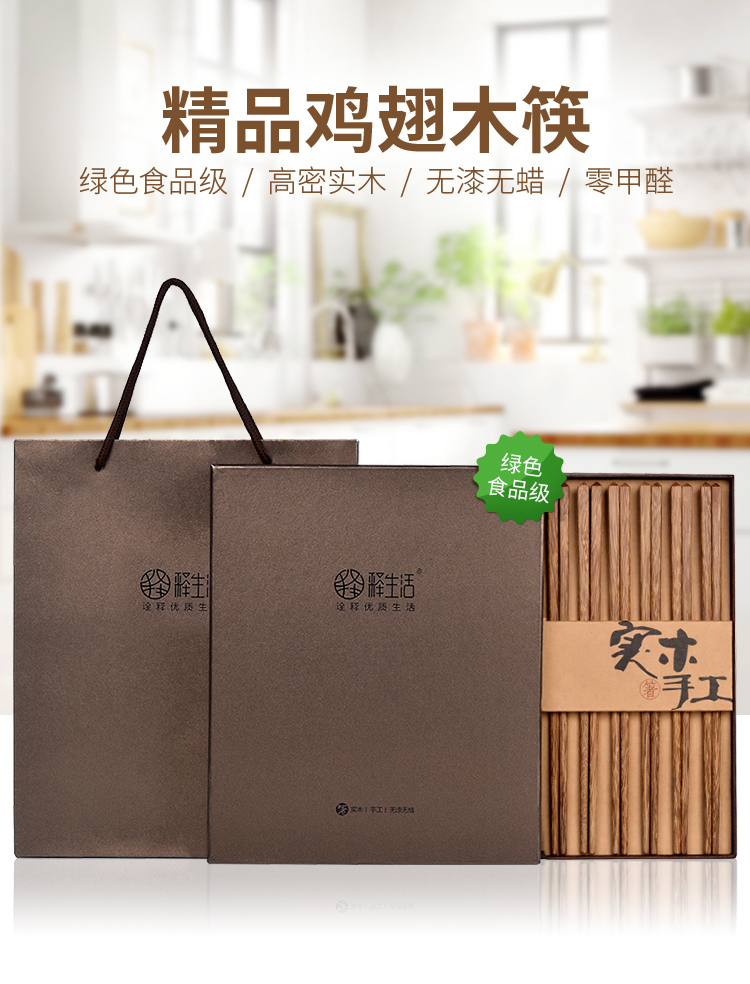 精品鸡翅木筷
绿色食品级 / 高密实木 / 无漆无蜡 / 零甲醛
绿色
食品级
释生活
诠释优质生
释生活
诠释优质生活
实木
箸 手工
实木丨手工丨无漆无蜡